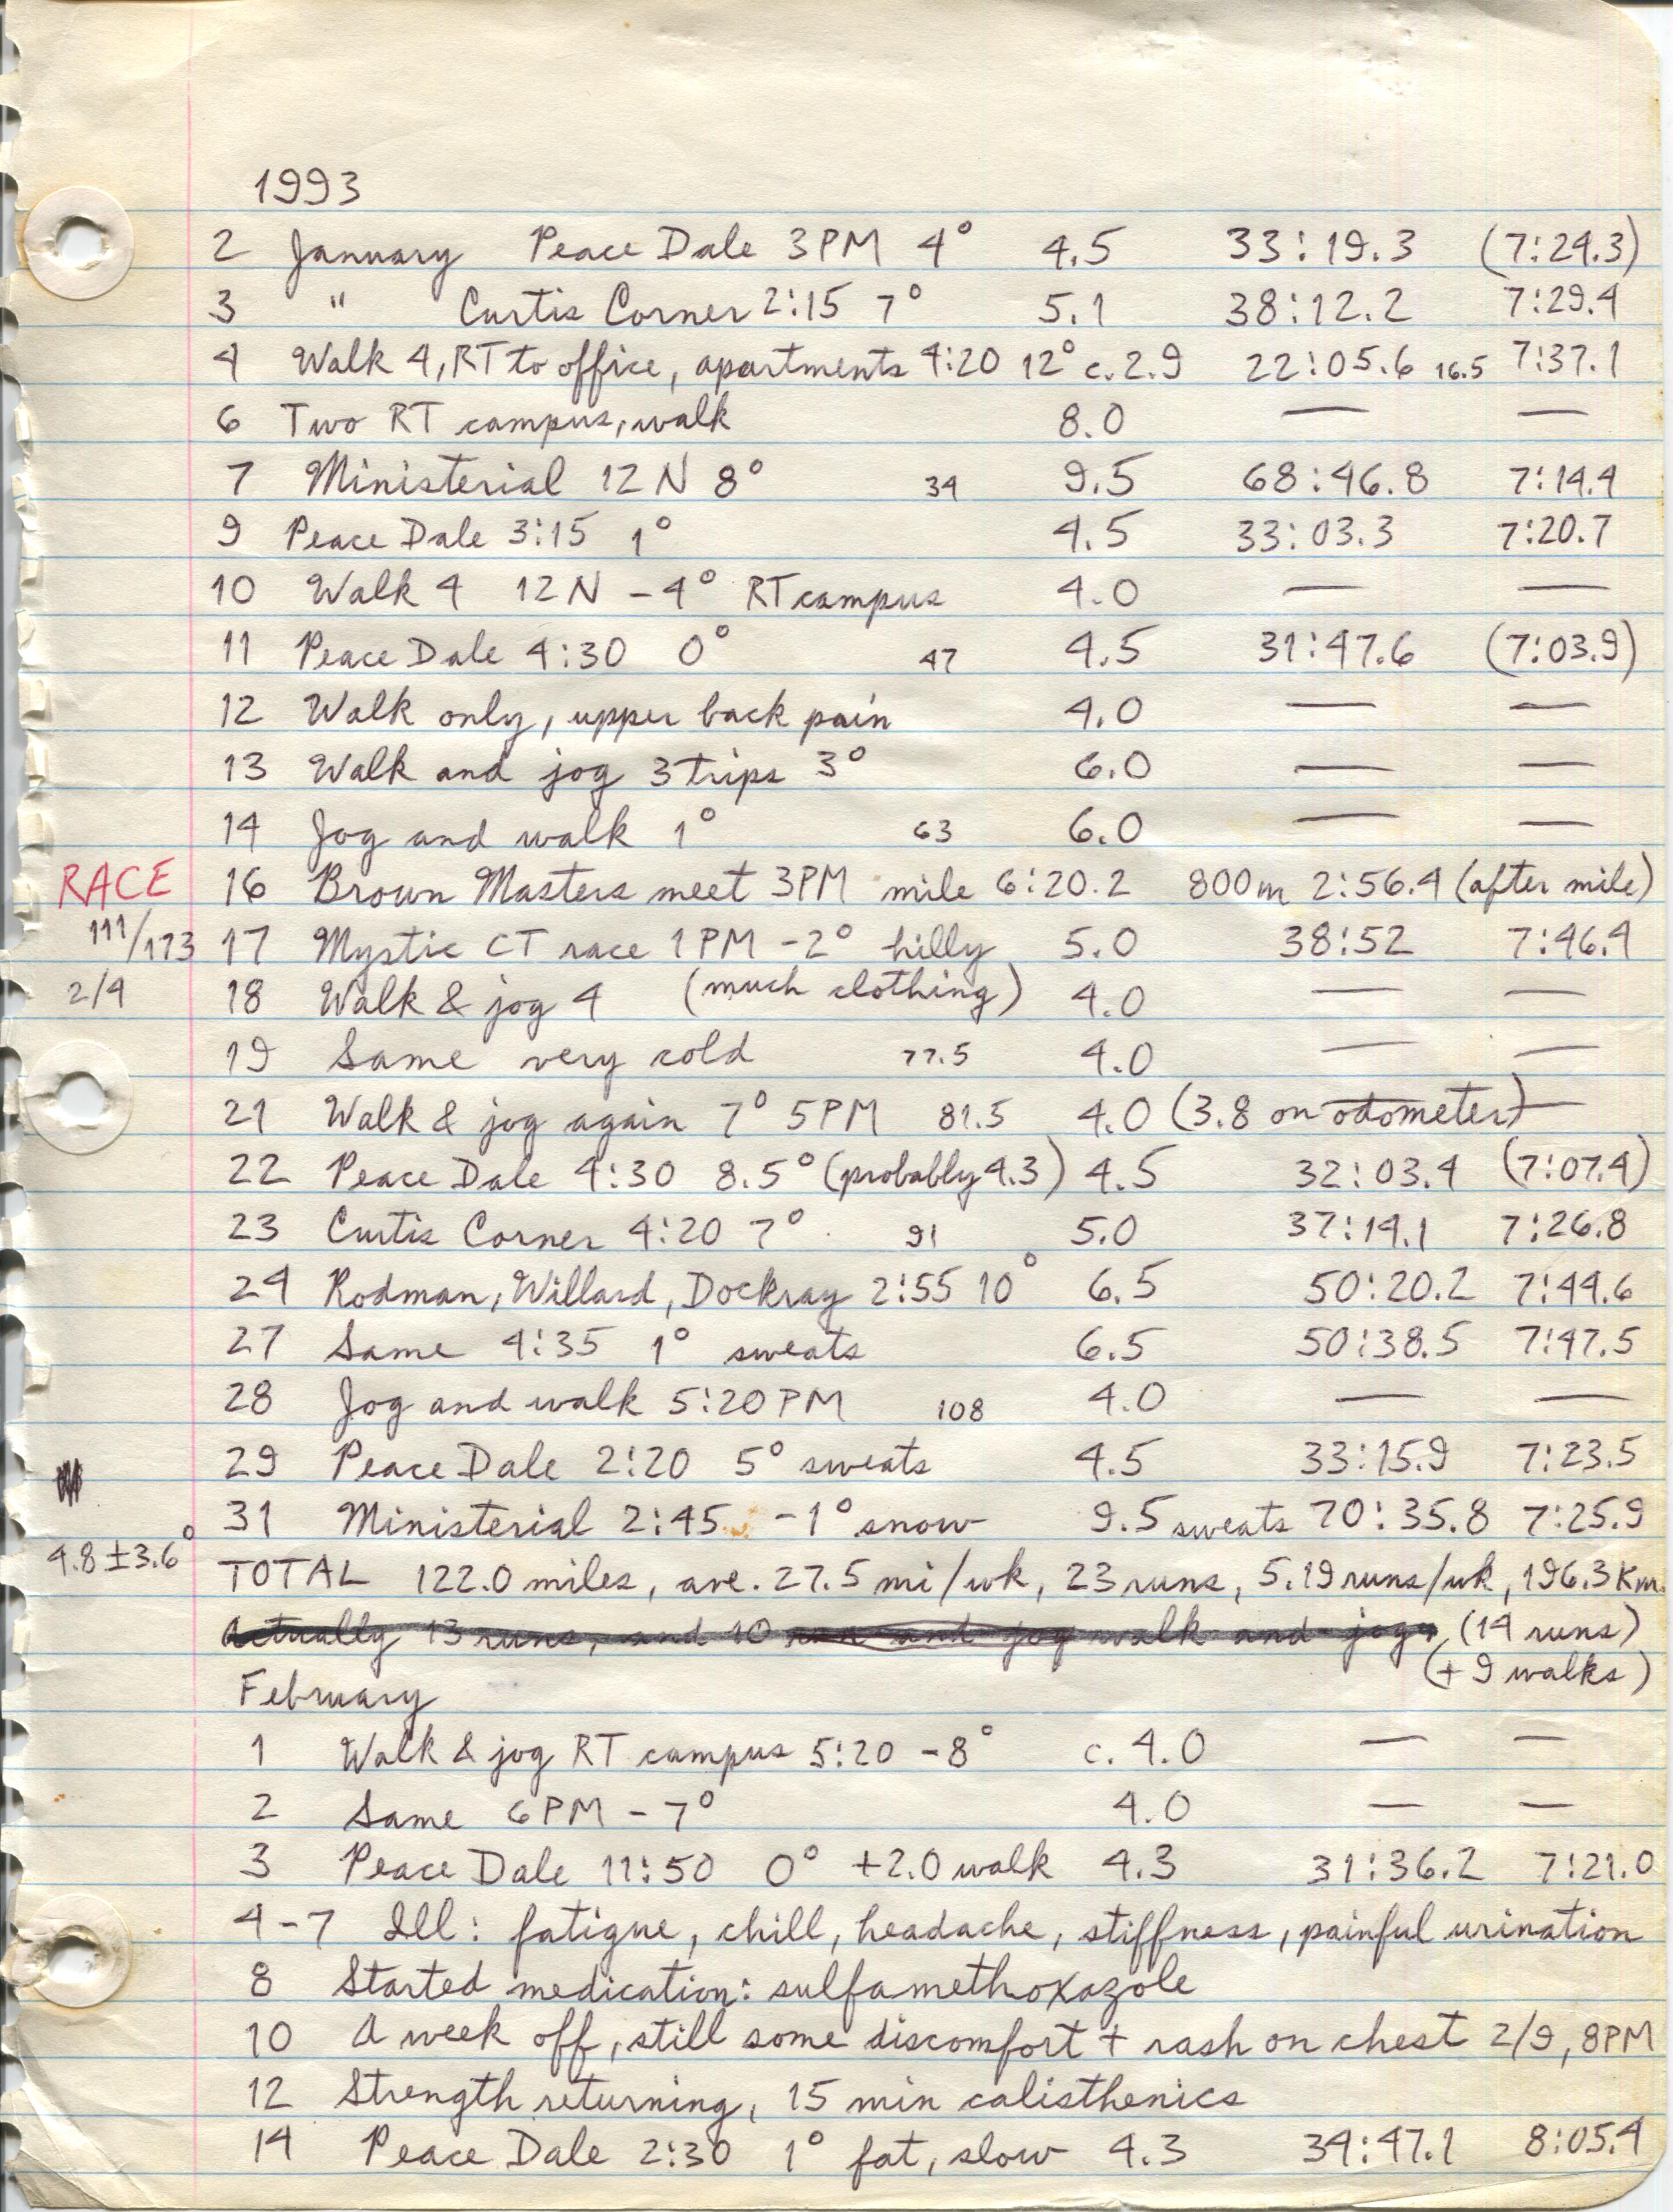 1993
2 January Peace Dale 3PM 4° 4.5 33:19.3 (7:24.3)
3 " Curtis Corner 2:15 7° 5.1 38:12.2 7:29.4
4 Walk 4, RT to office, apartments 4:20 12° c. 2.9 22:05.6 16.5 7:37.1
6 Two RT campus, walk 8.0 — —
7 Ministerial 12N 8° 34 9.5 68:46.8 7:14.4
9 Peace Dale 3:15 1° 4.5 33:03.3 7:20.7
10 Walk 4 12N -4° RT campus 4.0 — —
11 Peace Dale 4:30 0° 47 4.5 31:47.6 (7:03.9)
12 Walk only, upper back pain 4.0 — —
13 Walk and jog 3 trips 3° 6.0 — —
14 Jog and walk 1° 63 6.0 — —
RACE 16 Brown Masters meet 3PM mile 6:20.2 800m 2:56.4 (after mile)
111/173 17 Mystic CT race 1PM -2° hilly 5.0 38:52 7:46.4
2/4 18 Walk & jog 4 (much clothing) 4.0 — —
19 Same very cold 77.5 4.0 — —
21 Walk & jog again 7° 5PM 81.5 4.0 (3.8 on odometer) —
22 Peace Dale 4:30 8.5° (probably 4.3) 4.5 32:03.4 (7:07.4)
23 Curtis Corner 4:20 7° 91 5.0 37:14.1 7:26.8
24 Rodman, Willard, Dockray 2:55 10° 6.5 50:20.2 7:44.6
27 Same 4:35 1° sweats 6.5 50:38.5 7:47.5
28 Jog and walk 5:20 PM 108 4.0 — —
29 Peace Dale 2:20 5° sweats 4.5 33:15.9 7:23.5
31 Ministerial 2:45 -1° snow 9.5 sweats 70:35.8 7:25.9
4.8±3.6° TOTAL 122.0 miles, ave. 27.5 mi/wk, 23 runs, 5.19 runs/wk, 196.3 Km.
Actually 13 runs, and 10 run and jog walk and jogs, (14 runs)
(+ 9 walks)
February
1 Walk & jog RT campus 5:20 -8° c. 4.0 — —
2 Same 6PM -7° 4.0 — —
3 Peace Dale 11:50 0° +2.0 walk 4.3 31:36.2 7:21.0
4-7 Ill: fatigue, chill, headache, stiffness, painful urination
8 Started medication: sulfamethoxazole
10 A week off, still some discomfort + rash on chest 2/9, 8PM
12 Strength returning, 15 min calisthenics
14 Peace Dale 2:30 1° fat, slow 4.3 34:47.1 8:05.4